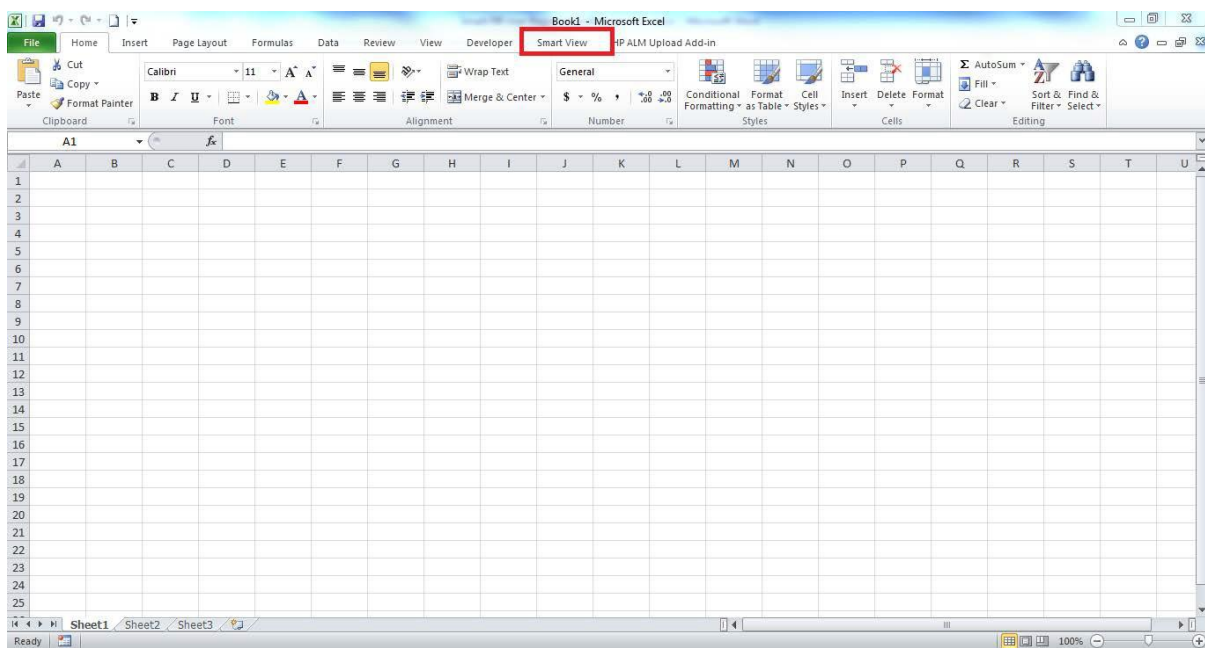 Book1 - Microsoft Excel
File Home Insert Page Layout Formulas Data Review View Developer Smart View HP ALM Upload Add-in
Paste
Cut
Copy
Format Painter
Clipboard
Calibri 11 A A
B I U A
Font
Wrap Text
Merge & Center
Alignment
General
$ % , .0 .00 .00 .0
Number
Conditional Formatting
Format as Table
Cell Styles
Styles
Insert Delete Format
Cells
Σ AutoSum
Fill
Clear
Sort & Filter
Find & Select
Editing
A1 fx
A B C D E F G H I J K L M N O P Q R S T U
1
2
3
4
5
6
7
8
9
10
11
12
13
14
15
16
17
18
19
20
21
22
23
24
25
Sheet1 Sheet2 Sheet3
Ready 100%